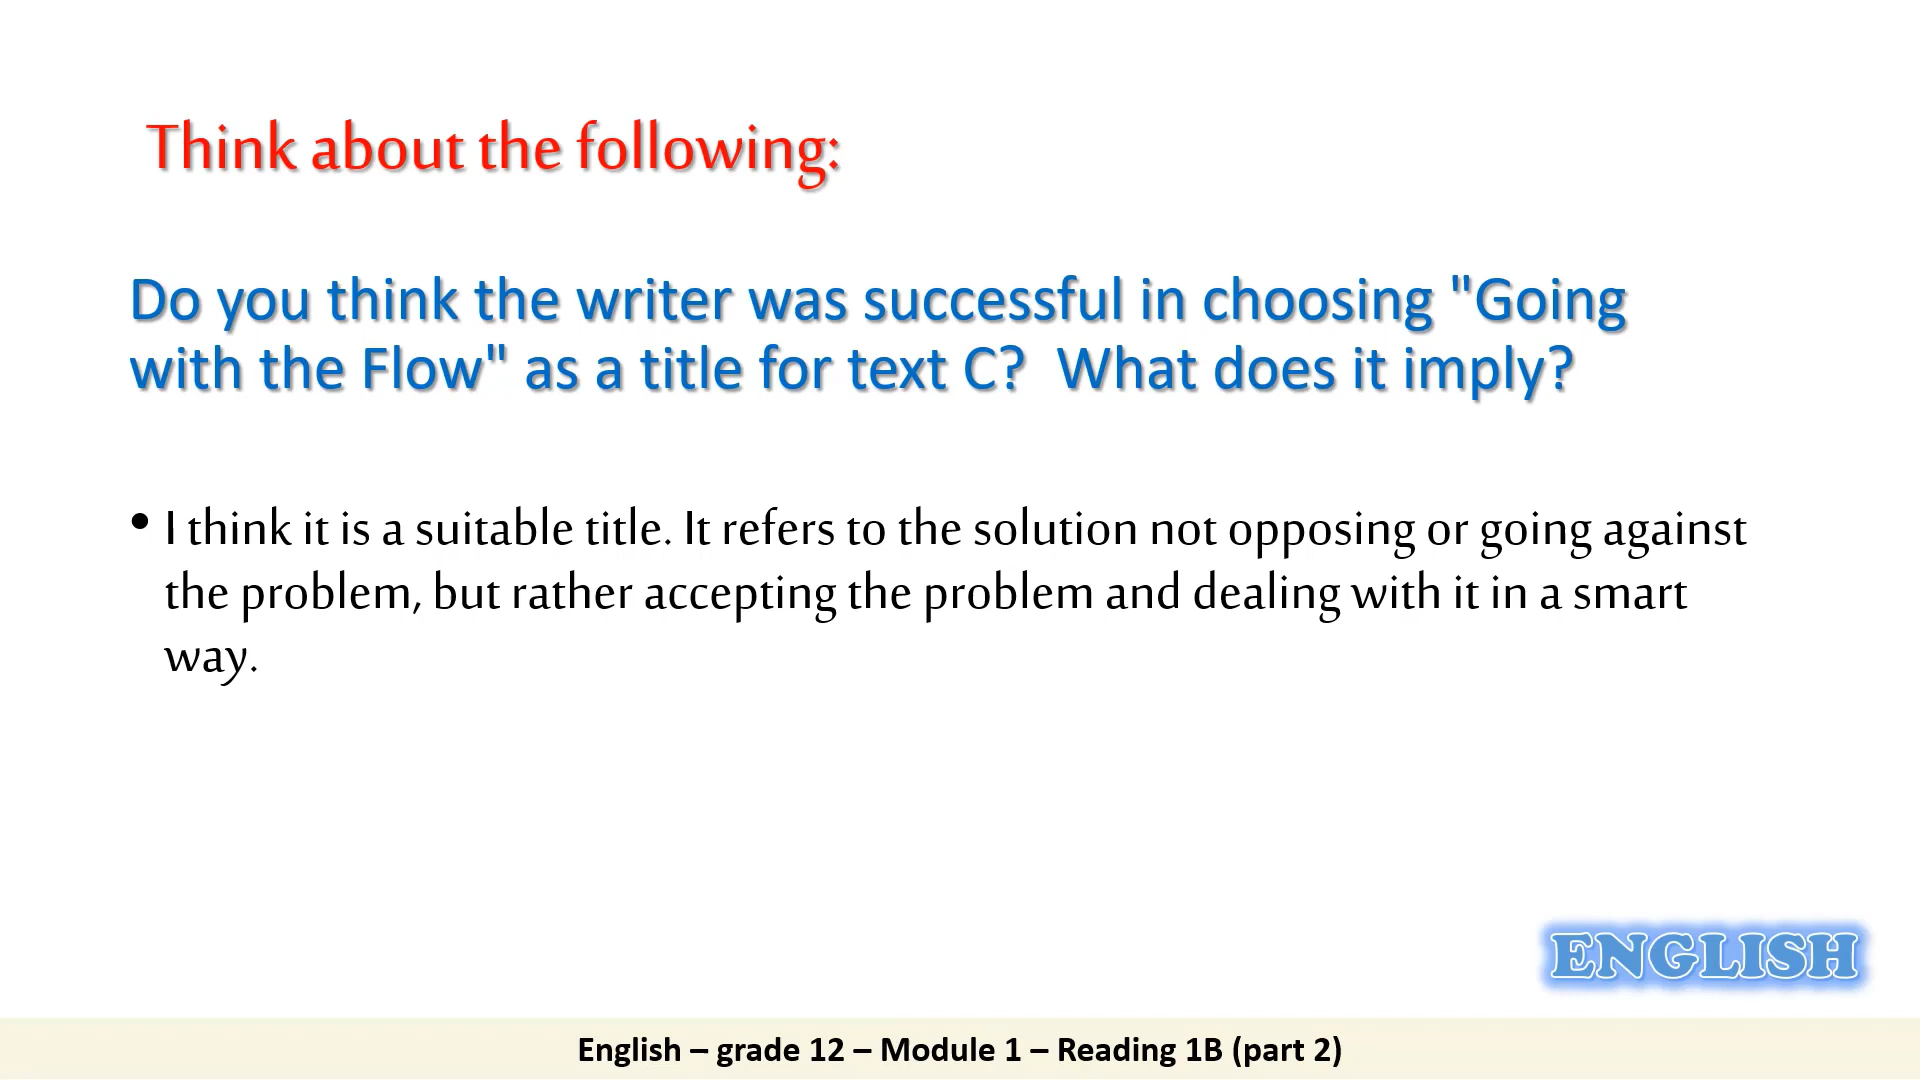 Think about the following:
Do you think the writer was successful in choosing "Going
with the Flow" as a title for text C?  What does it imply?
• I think it is a suitable title. It refers to the solution not opposing or going against
the problem, but rather accepting the problem and dealing with it in a smart
way.
ENGLISH
English – grade 12 – Module 1 – Reading 1B (part 2)